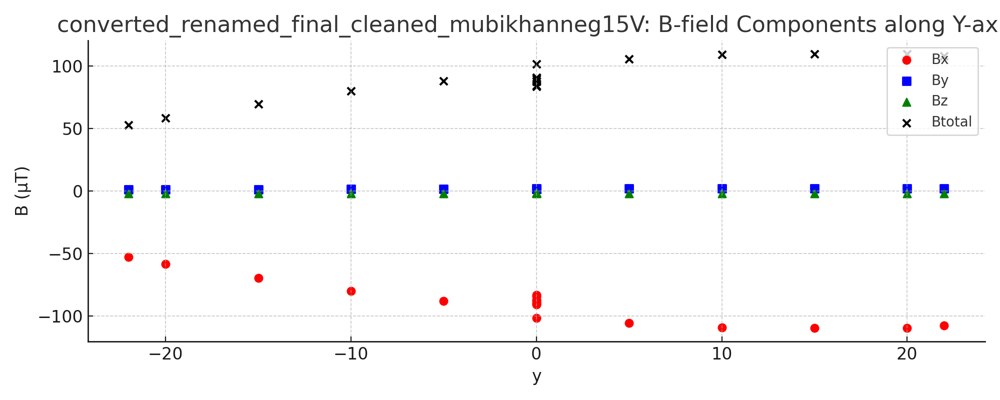 converted_renamed_final_cleaned_mubikhanneg15V: B-field Components along Y-ax
100
50
0
−50
−100
B (μT)
Bx
By
Bz
Btotal
−20
−10
0
10
20
y